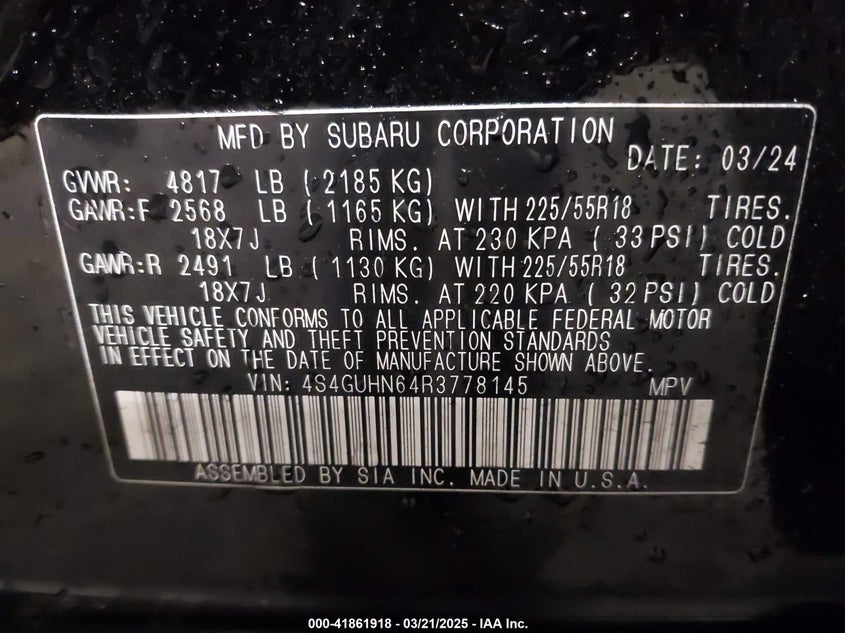 MFD BY SUBARU CORPORATION
DATE: 03/24
GVWR: 4817 LB ( 2185 KG)
GAWR:F 2568 LB ( 1165 KG) WITH 225/55R18 TIRES.
18X7J RIMS. AT 230 KPA ( 33 PSI) COLD
GAWR:R 2491 LB ( 1130 KG) WITH 225/55R18 TIRES.
18X7J RIMS. AT 220 KPA ( 32 PSI) COLD
THIS VEHICLE CONFORMS TO ALL APPLICABLE FEDERAL MOTOR
VEHICLE SAFETY AND THEFT PREVENTION STANDARDS
IN EFFECT ON THE DATE OF MANUFACTURE SHOWN ABOVE.
VIN: 4S4GUHN64R3778145 MPV
ASSEMBLED BY SIA INC. MADE IN U.S.A.
000-41861918 - 03/21/2025 - IAA Inc.